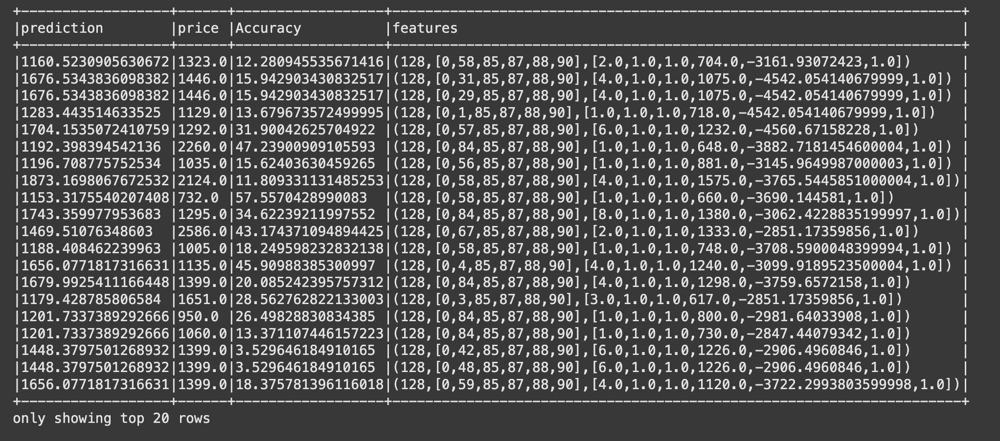 +------------------+------+------------------+----------------------------------------------------------------------+
|prediction        |price |Accuracy          |features                                                              |
+------------------+------+------------------+----------------------------------------------------------------------+
|1160.5230905630672|1323.0|12.280945535671416|(128,[0,58,85,87,88,90],[2.0,1.0,1.0,704.0,-3161.93072423,1.0])       |
|1676.5343836098382|1446.0|15.942903430832517|(128,[0,31,85,87,88,90],[4.0,1.0,1.0,1075.0,-4542.054140679999,1.0])  |
|1676.5343836098382|1446.0|15.942903430832517|(128,[0,29,85,87,88,90],[4.0,1.0,1.0,1075.0,-4542.054140679999,1.0])  |
|1283.443514633525 |1129.0|13.679673572499995|(128,[0,1,85,87,88,90],[1.0,1.0,1.0,718.0,-4542.054140679999,1.0])    |
|1704.1535072410759|1292.0|31.90042625704922 |(128,[0,57,85,87,88,90],[6.0,1.0,1.0,1232.0,-4560.67158228,1.0])      |
|1192.398394542136 |2260.0|47.23900909105593 |(128,[0,84,85,87,88,90],[1.0,1.0,1.0,648.0,-3882.7181454600004,1.0])  |
|1196.708775752534 |1035.0|15.62403630459265 |(128,[0,56,85,87,88,90],[1.0,1.0,1.0,881.0,-3145.9649987000003,1.0])  |
|1873.1698067672532|2124.0|11.809331131485253|(128,[0,58,85,87,88,90],[4.0,1.0,1.0,1575.0,-3765.5445851000004,1.0])|
|1153.3175540207408|732.0 |57.5570428990083  |(128,[0,58,85,87,88,90],[1.0,1.0,1.0,660.0,-3690.144581,1.0])         |
|1743.359977953683 |1295.0|34.62239211997552 |(128,[0,84,85,87,88,90],[8.0,1.0,1.0,1380.0,-3062.4228835199997,1.0])|
|1469.51076348603  |2586.0|43.174371094894425|(128,[0,67,85,87,88,90],[2.0,1.0,1.0,1333.0,-2851.17359856,1.0])      |
|1188.408462239963 |1005.0|18.249598232832138|(128,[0,58,85,87,88,90],[1.0,1.0,1.0,748.0,-3708.5900048399994,1.0])  |
|1656.0771817316631|1135.0|45.90988385300997 |(128,[0,4,85,87,88,90],[4.0,1.0,1.0,1240.0,-3099.9189523500004,1.0])  |
|1679.9925411166448|1399.0|20.085242395757312|(128,[0,84,85,87,88,90],[4.0,1.0,1.0,1298.0,-3759.6572158,1.0])       |
|1179.428785806584 |1651.0|28.562762822133003|(128,[0,3,85,87,88,90],[3.0,1.0,1.0,617.0,-2851.17359856,1.0])        |
|1201.7337389292666|950.0 |26.49828830834385 |(128,[0,84,85,87,88,90],[1.0,1.0,1.0,800.0,-2981.64033908,1.0])       |
|1201.7337389292666|1060.0|13.371107446157223|(128,[0,84,85,87,88,90],[1.0,1.0,1.0,730.0,-2847.44079342,1.0])       |
|1448.3797501268932|1399.0|3.529646184910165 |(128,[0,42,85,87,88,90],[6.0,1.0,1.0,1226.0,-2906.4960846,1.0])       |
|1448.3797501268932|1399.0|3.529646184910165 |(128,[0,48,85,87,88,90],[6.0,1.0,1.0,1226.0,-2906.4960846,1.0])       |
|1656.0771817316631|1399.0|18.375781396116018|(128,[0,59,85,87,88,90],[4.0,1.0,1.0,1120.0,-3722.2993803599998,1.0])|
+------------------+------+------------------+----------------------------------------------------------------------+
only showing top 20 rows